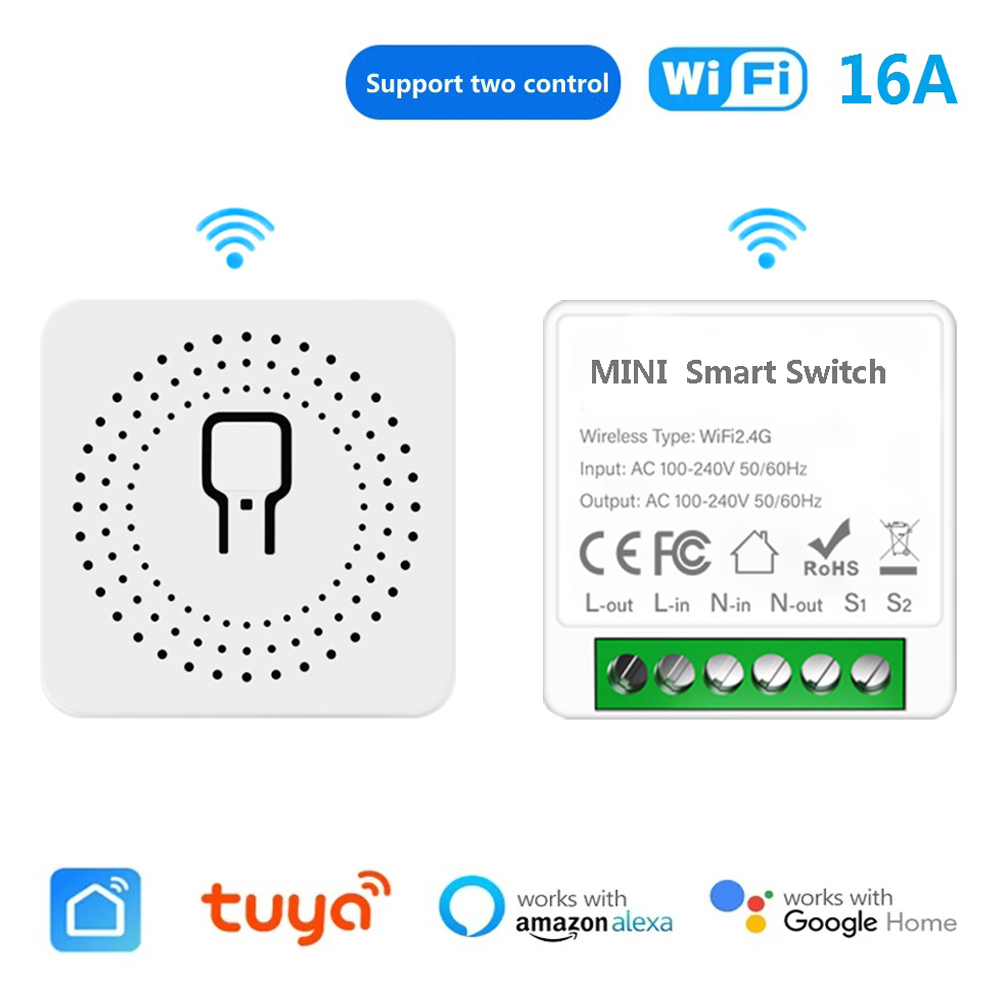 Support two control
WiFi
16A
MINI Smart Switch
Wireless Type: WiFi2.4G
Input: AC 100-240V 50/60Hz
Output: AC 100-240V 50/60Hz
CE FC RoHS
L-out L-in N-in N-out S1 S2
tuya
works with
amazon alexa
works with
Google Home